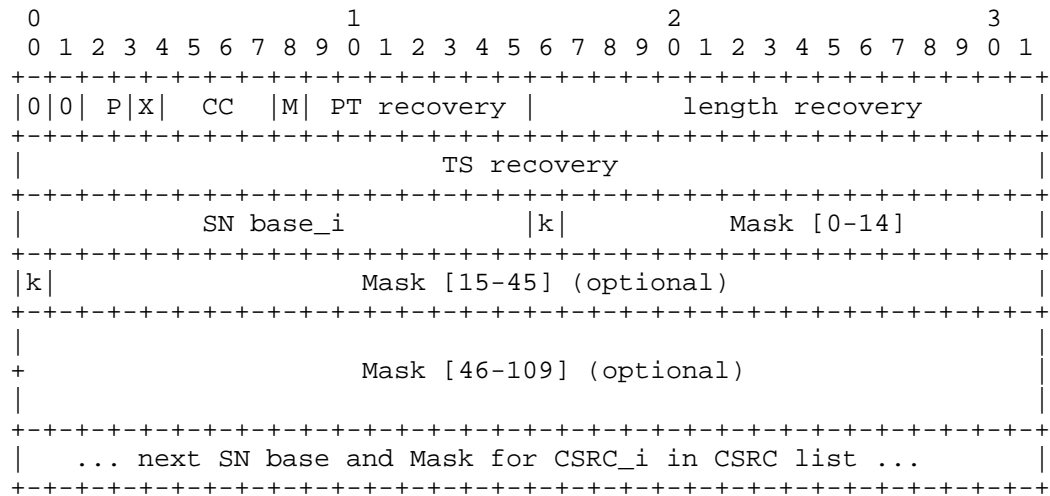 0                   1                   2                   3
 0 1 2 3 4 5 6 7 8 9 0 1 2 3 4 5 6 7 8 9 0 1 2 3 4 5 6 7 8 9 0 1
+-+-+-+-+-+-+-+-+-+-+-+-+-+-+-+-+-+-+-+-+-+-+-+-+-+-+-+-+-+-+-+-+
|0|0| P|X|  CC   |M| PT recovery |         length recovery       |
+-+-+-+-+-+-+-+-+-+-+-+-+-+-+-+-+-+-+-+-+-+-+-+-+-+-+-+-+-+-+-+-+
|                          TS recovery                          |
+-+-+-+-+-+-+-+-+-+-+-+-+-+-+-+-+-+-+-+-+-+-+-+-+-+-+-+-+-+-+-+-+
|           SN base_i           |k|          Mask [0-14]        |
+-+-+-+-+-+-+-+-+-+-+-+-+-+-+-+-+-+-+-+-+-+-+-+-+-+-+-+-+-+-+-+-+
|k|                   Mask [15-45] (optional)                   |
+-+-+-+-+-+-+-+-+-+-+-+-+-+-+-+-+-+-+-+-+-+-+-+-+-+-+-+-+-+-+-+-+
|                                                               |
+                     Mask [46-109] (optional)                  |
|                                                               |
+-+-+-+-+-+-+-+-+-+-+-+-+-+-+-+-+-+-+-+-+-+-+-+-+-+-+-+-+-+-+-+-+
|   ... next SN base and Mask for CSRC_i in CSRC list ...       |
+-+-+-+-+-+-+-+-+-+-+-+-+-+-+-+-+-+-+-+-+-+-+-+-+-+-+-+-+-+-+-+-+